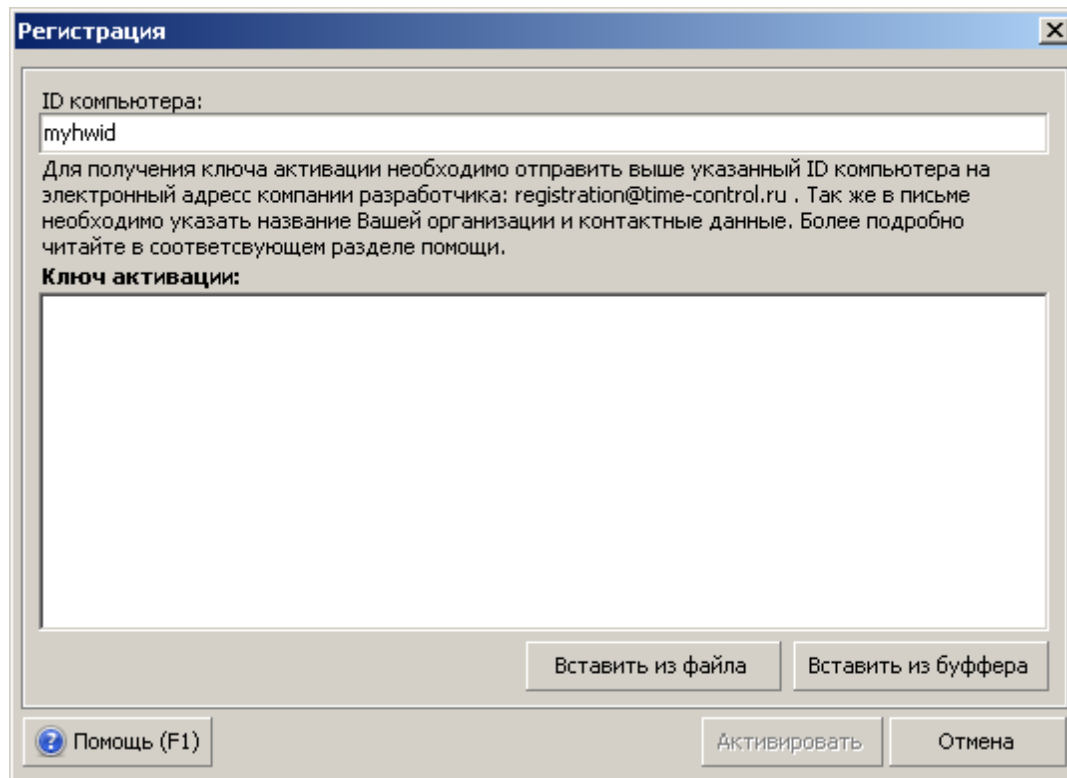 Регистрация
ID компьютера:
myhwid
Для получения ключа активации необходимо отправить выше указанный ID компьютера на
электронный адресс компании разработчика: registration@time-control.ru . Так же в письме
необходимо указать название Вашей организации и контактные данные. Более подробно
читайте в соответсвующем разделе помощи.
Ключ активации:
Вставить из файла
Вставить из буффера
Помощь (F1)
Активировать
Отмена